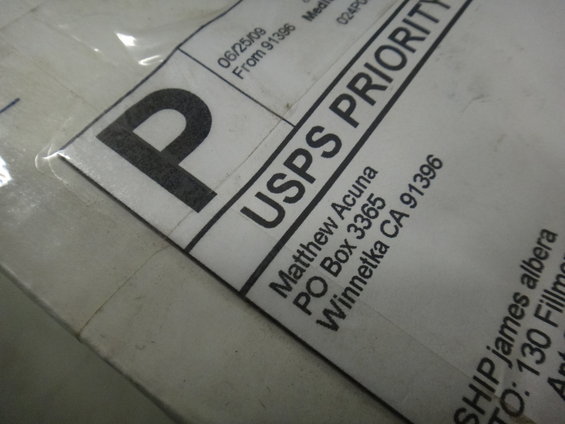 P
06/25/09
From 91396
024P0
USPS PRIORITY
Matthew Acuna
PO Box 3365
Winnetka CA 91396
SHIP james albera
TO: 130 Fillm